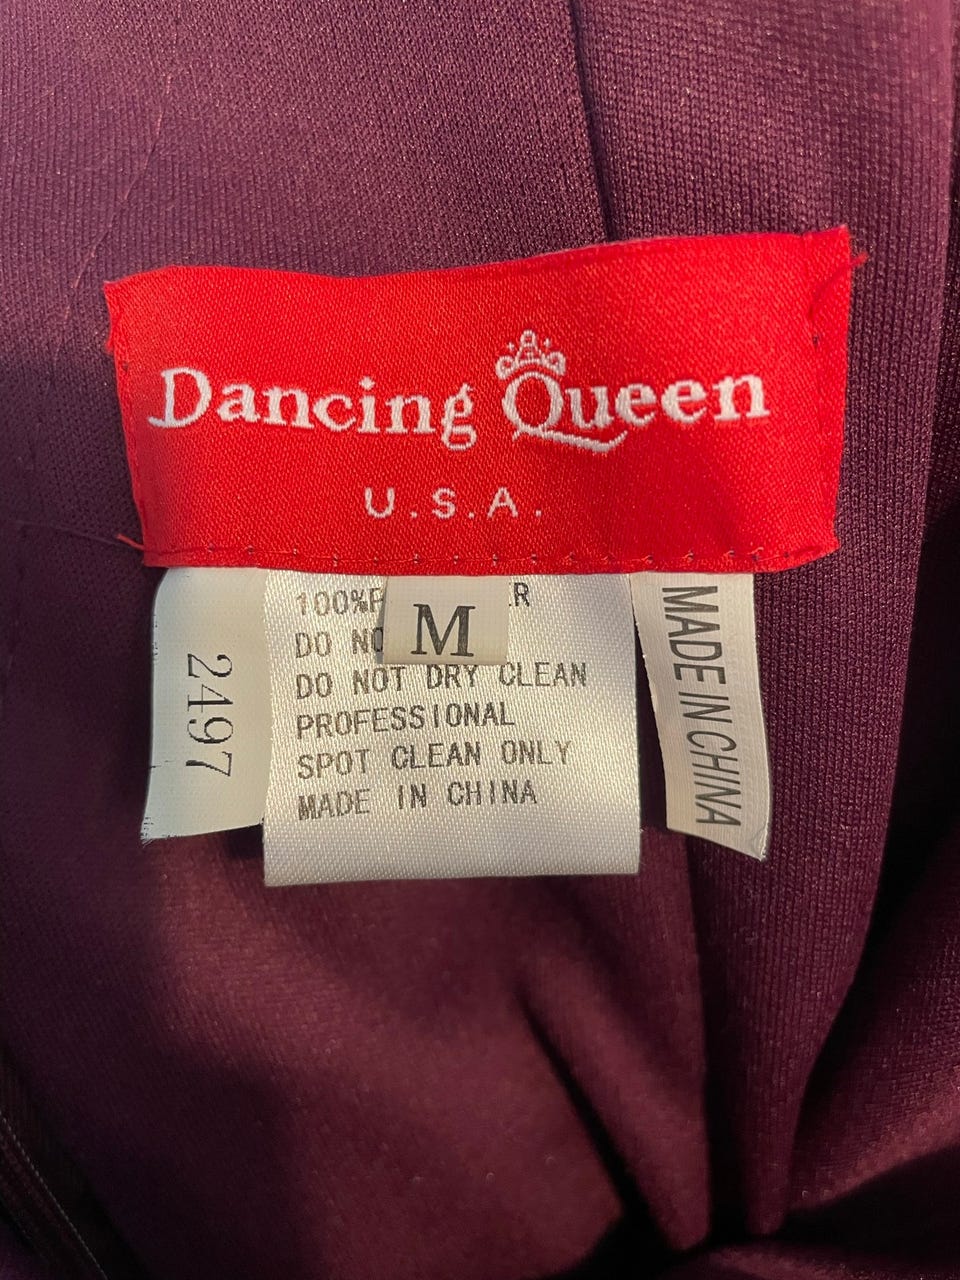 Dancing Queen
U.S.A.
2497
M
100%
DO
DO NOT DRY CLEAN
PROFESSIONAL
SPOT CLEAN ONLY
MADE IN CHINA
MADE IN CHINA